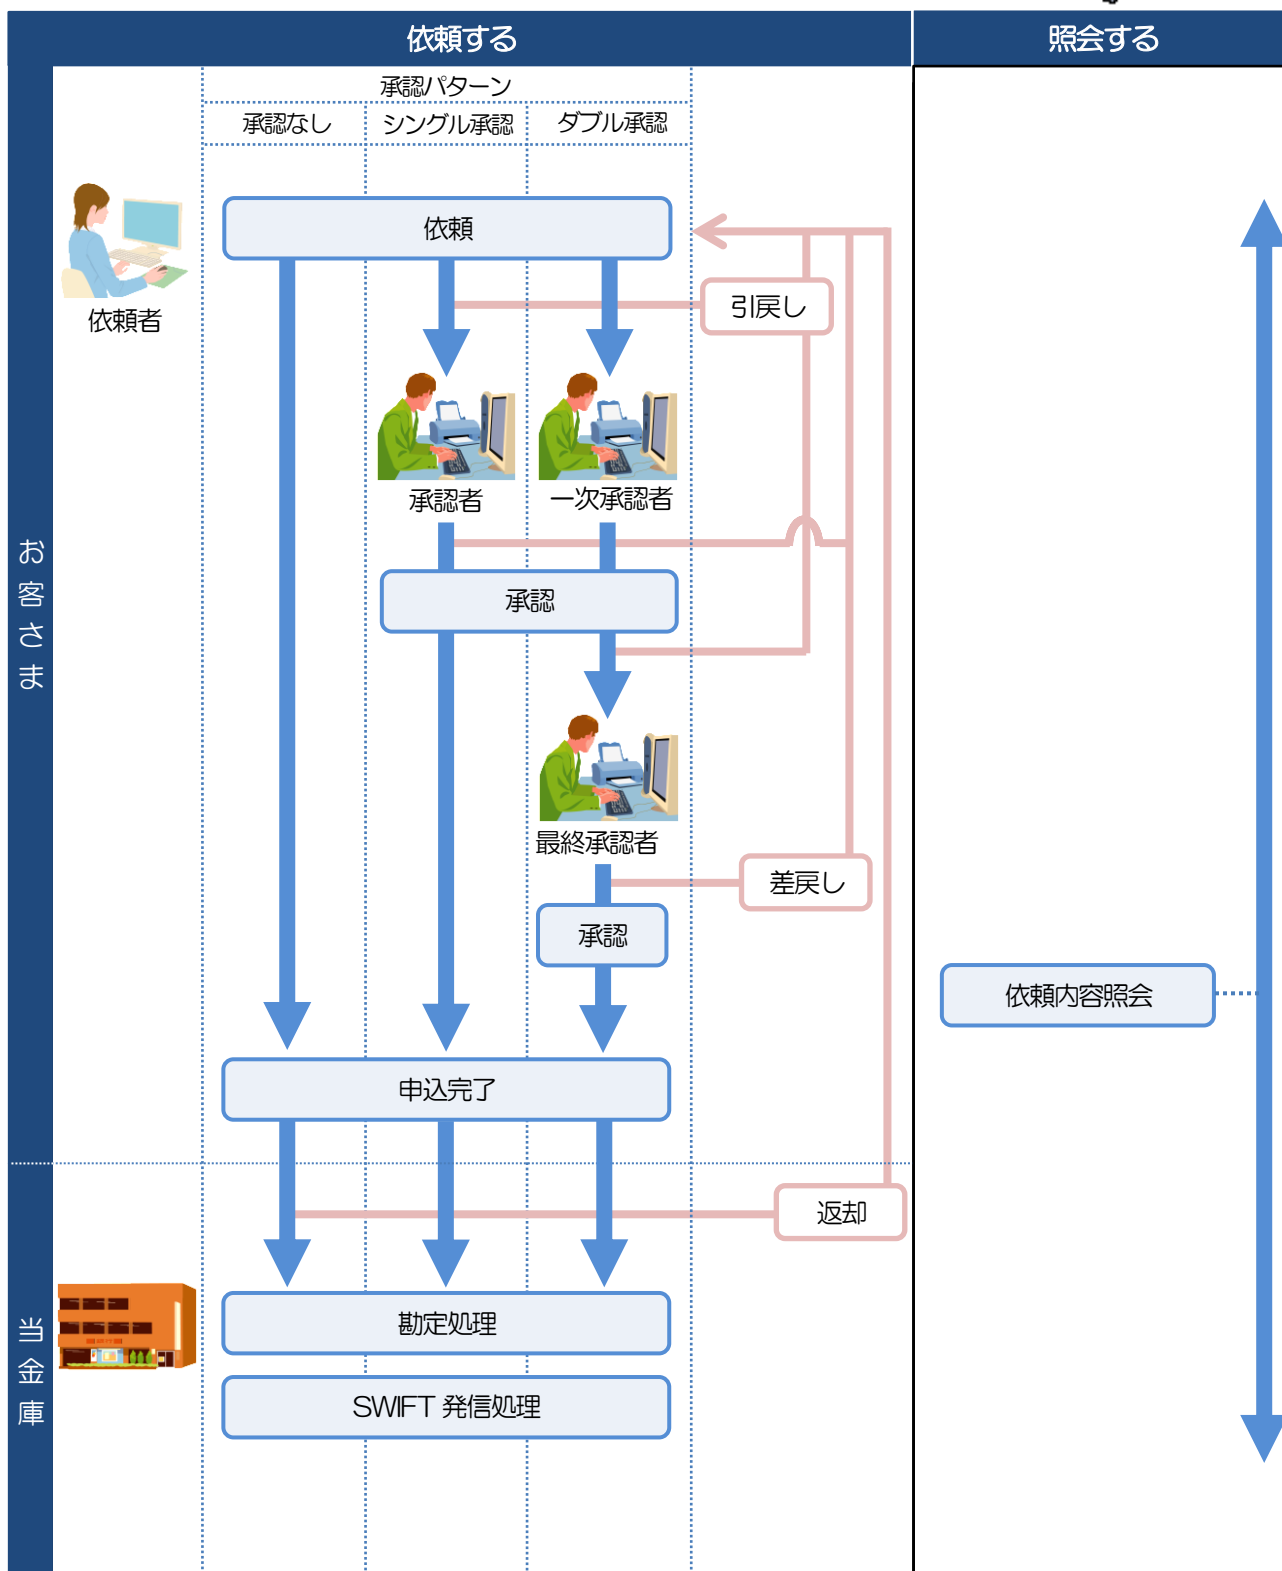 依頼する
照会する
承認パターン
承認なし
シングル承認
ダブル承認
依頼
依頼者
引戻し
承認者
一次承認者
お客さま
承認
最終承認者
差戻し
承認
依頼内容照会
申込完了
返却
当金庫
勘定処理
SWIFT 発信処理